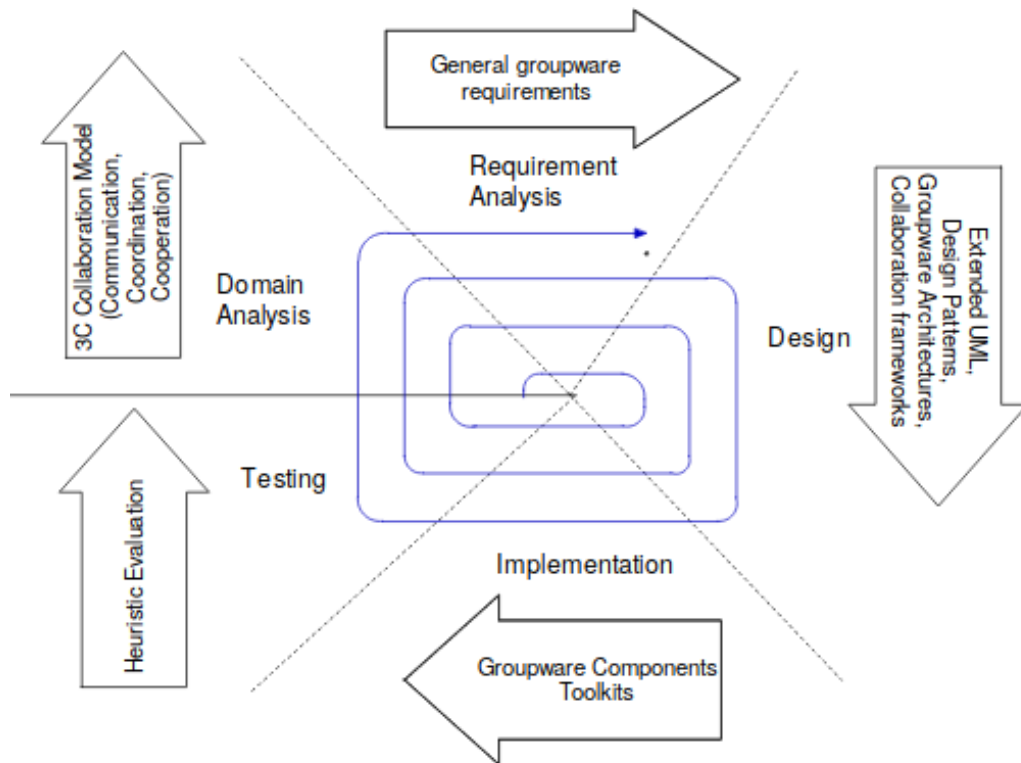 General groupware
requirements
3C Collaboration Model
(Communication,
Coordination,
Cooperation)
Requirement
Analysis
Extended UML,
Design Patterns,
Groupware Architectures,
Collaboration frameworks
Domain
Analysis
Design
Testing
Heuristic Evaluation
Implementation
Groupware Components
Toolkits